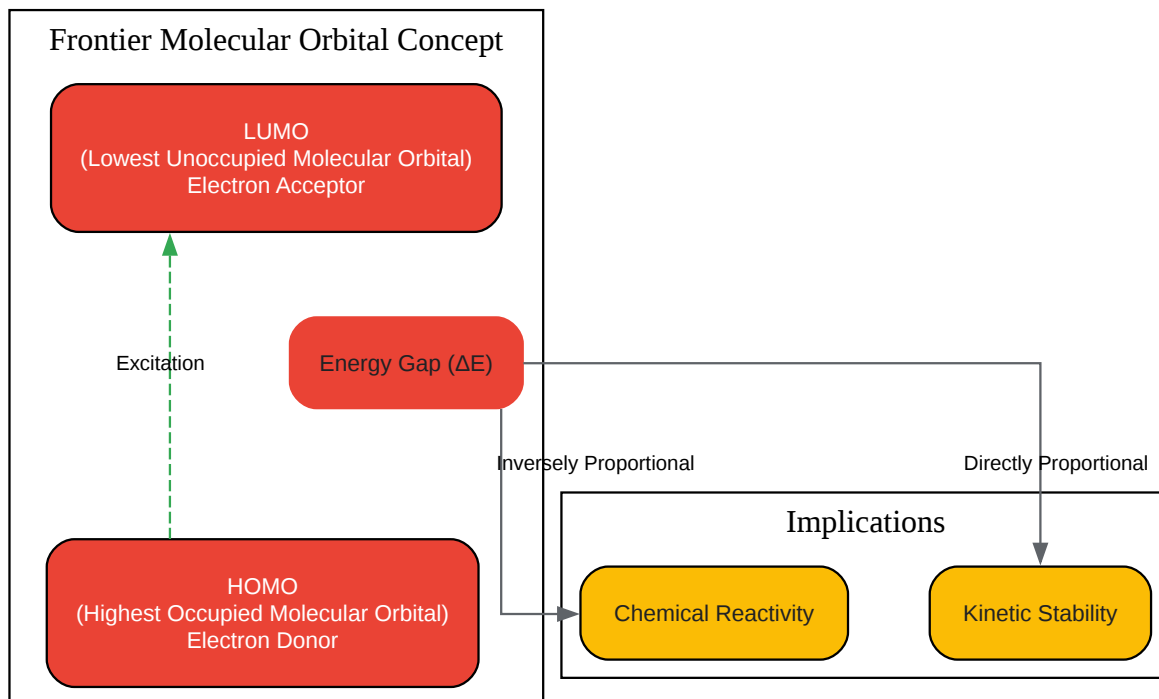 Frontier Molecular Orbital Concept
LUMO
(Lowest Unoccupied Molecular Orbital)
Electron Acceptor
Excitation
Energy Gap (ΔE)
Inversely Proportional
Directly Proportional
Implications
HOMO
(Highest Occupied Molecular Orbital)
Electron Donor
Chemical Reactivity
Kinetic Stability